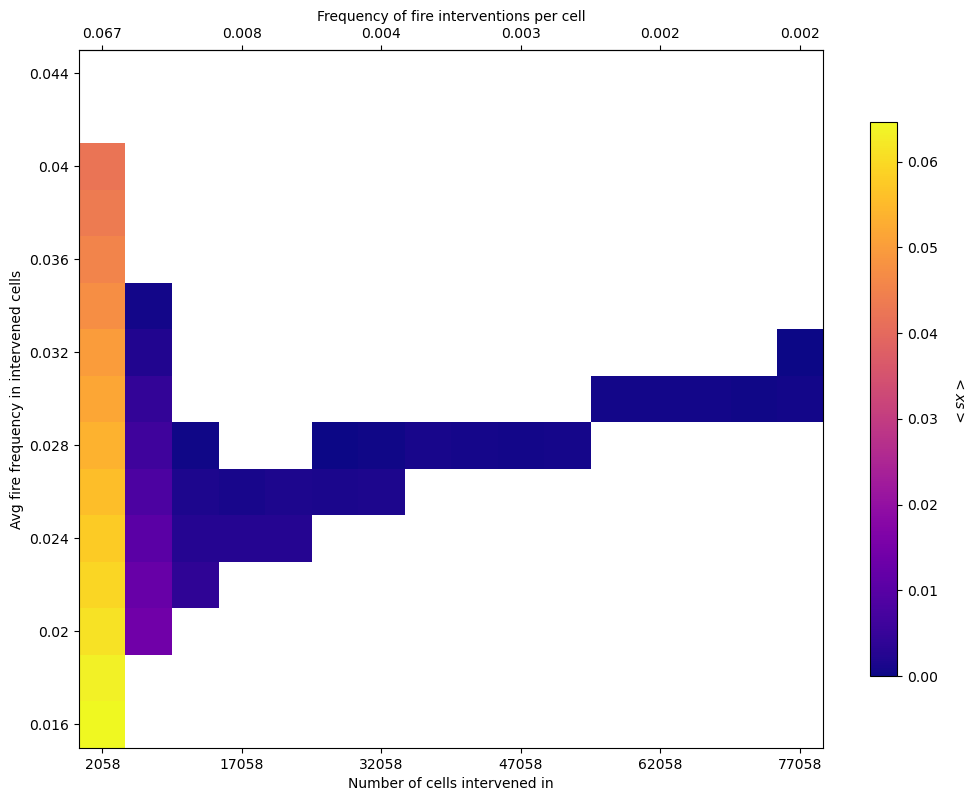 Frequency of fire interventions per cell
0.067 0.008 0.004 0.003 0.002 0.002
Avg fire frequency in intervened cells
0.044
0.04
0.036
0.032
0.028
0.024
0.02
0.016
2058 17058 32058 47058 62058 77058
Number of cells intervened in
0.06
0.05
0.04
0.03
0.02
0.01
0.00
< sx >